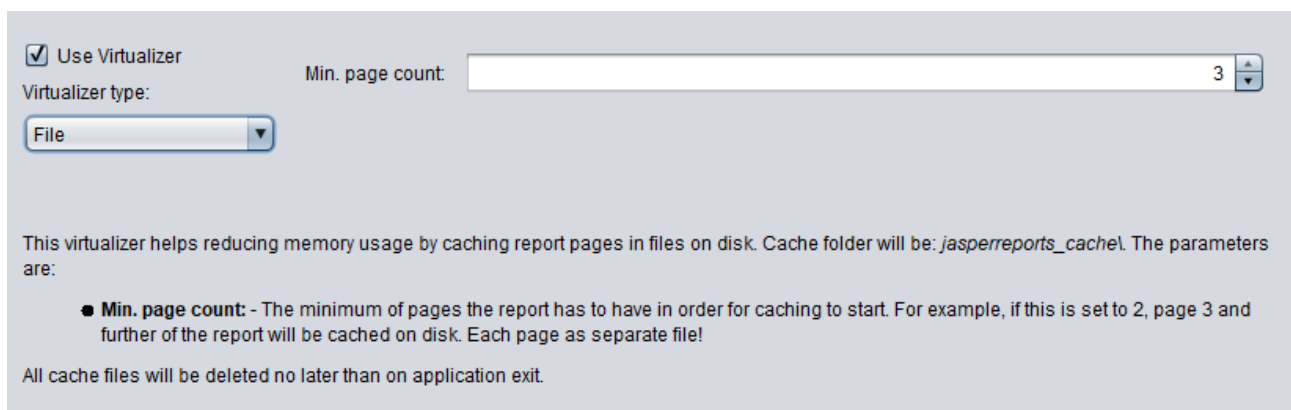 Use Virtualizer
Min. page count: 3
Virtualizer type:
File
This virtualizer helps reducing memory usage by caching report pages in files on disk. Cache folder will be: jasperreports_cache\. The parameters
are:
Min. page count: - The minimum of pages the report has to have in order for caching to start. For example, if this is set to 2, page 3 and
further of the report will be cached on disk. Each page as separate file!
All cache files will be deleted no later than on application exit.